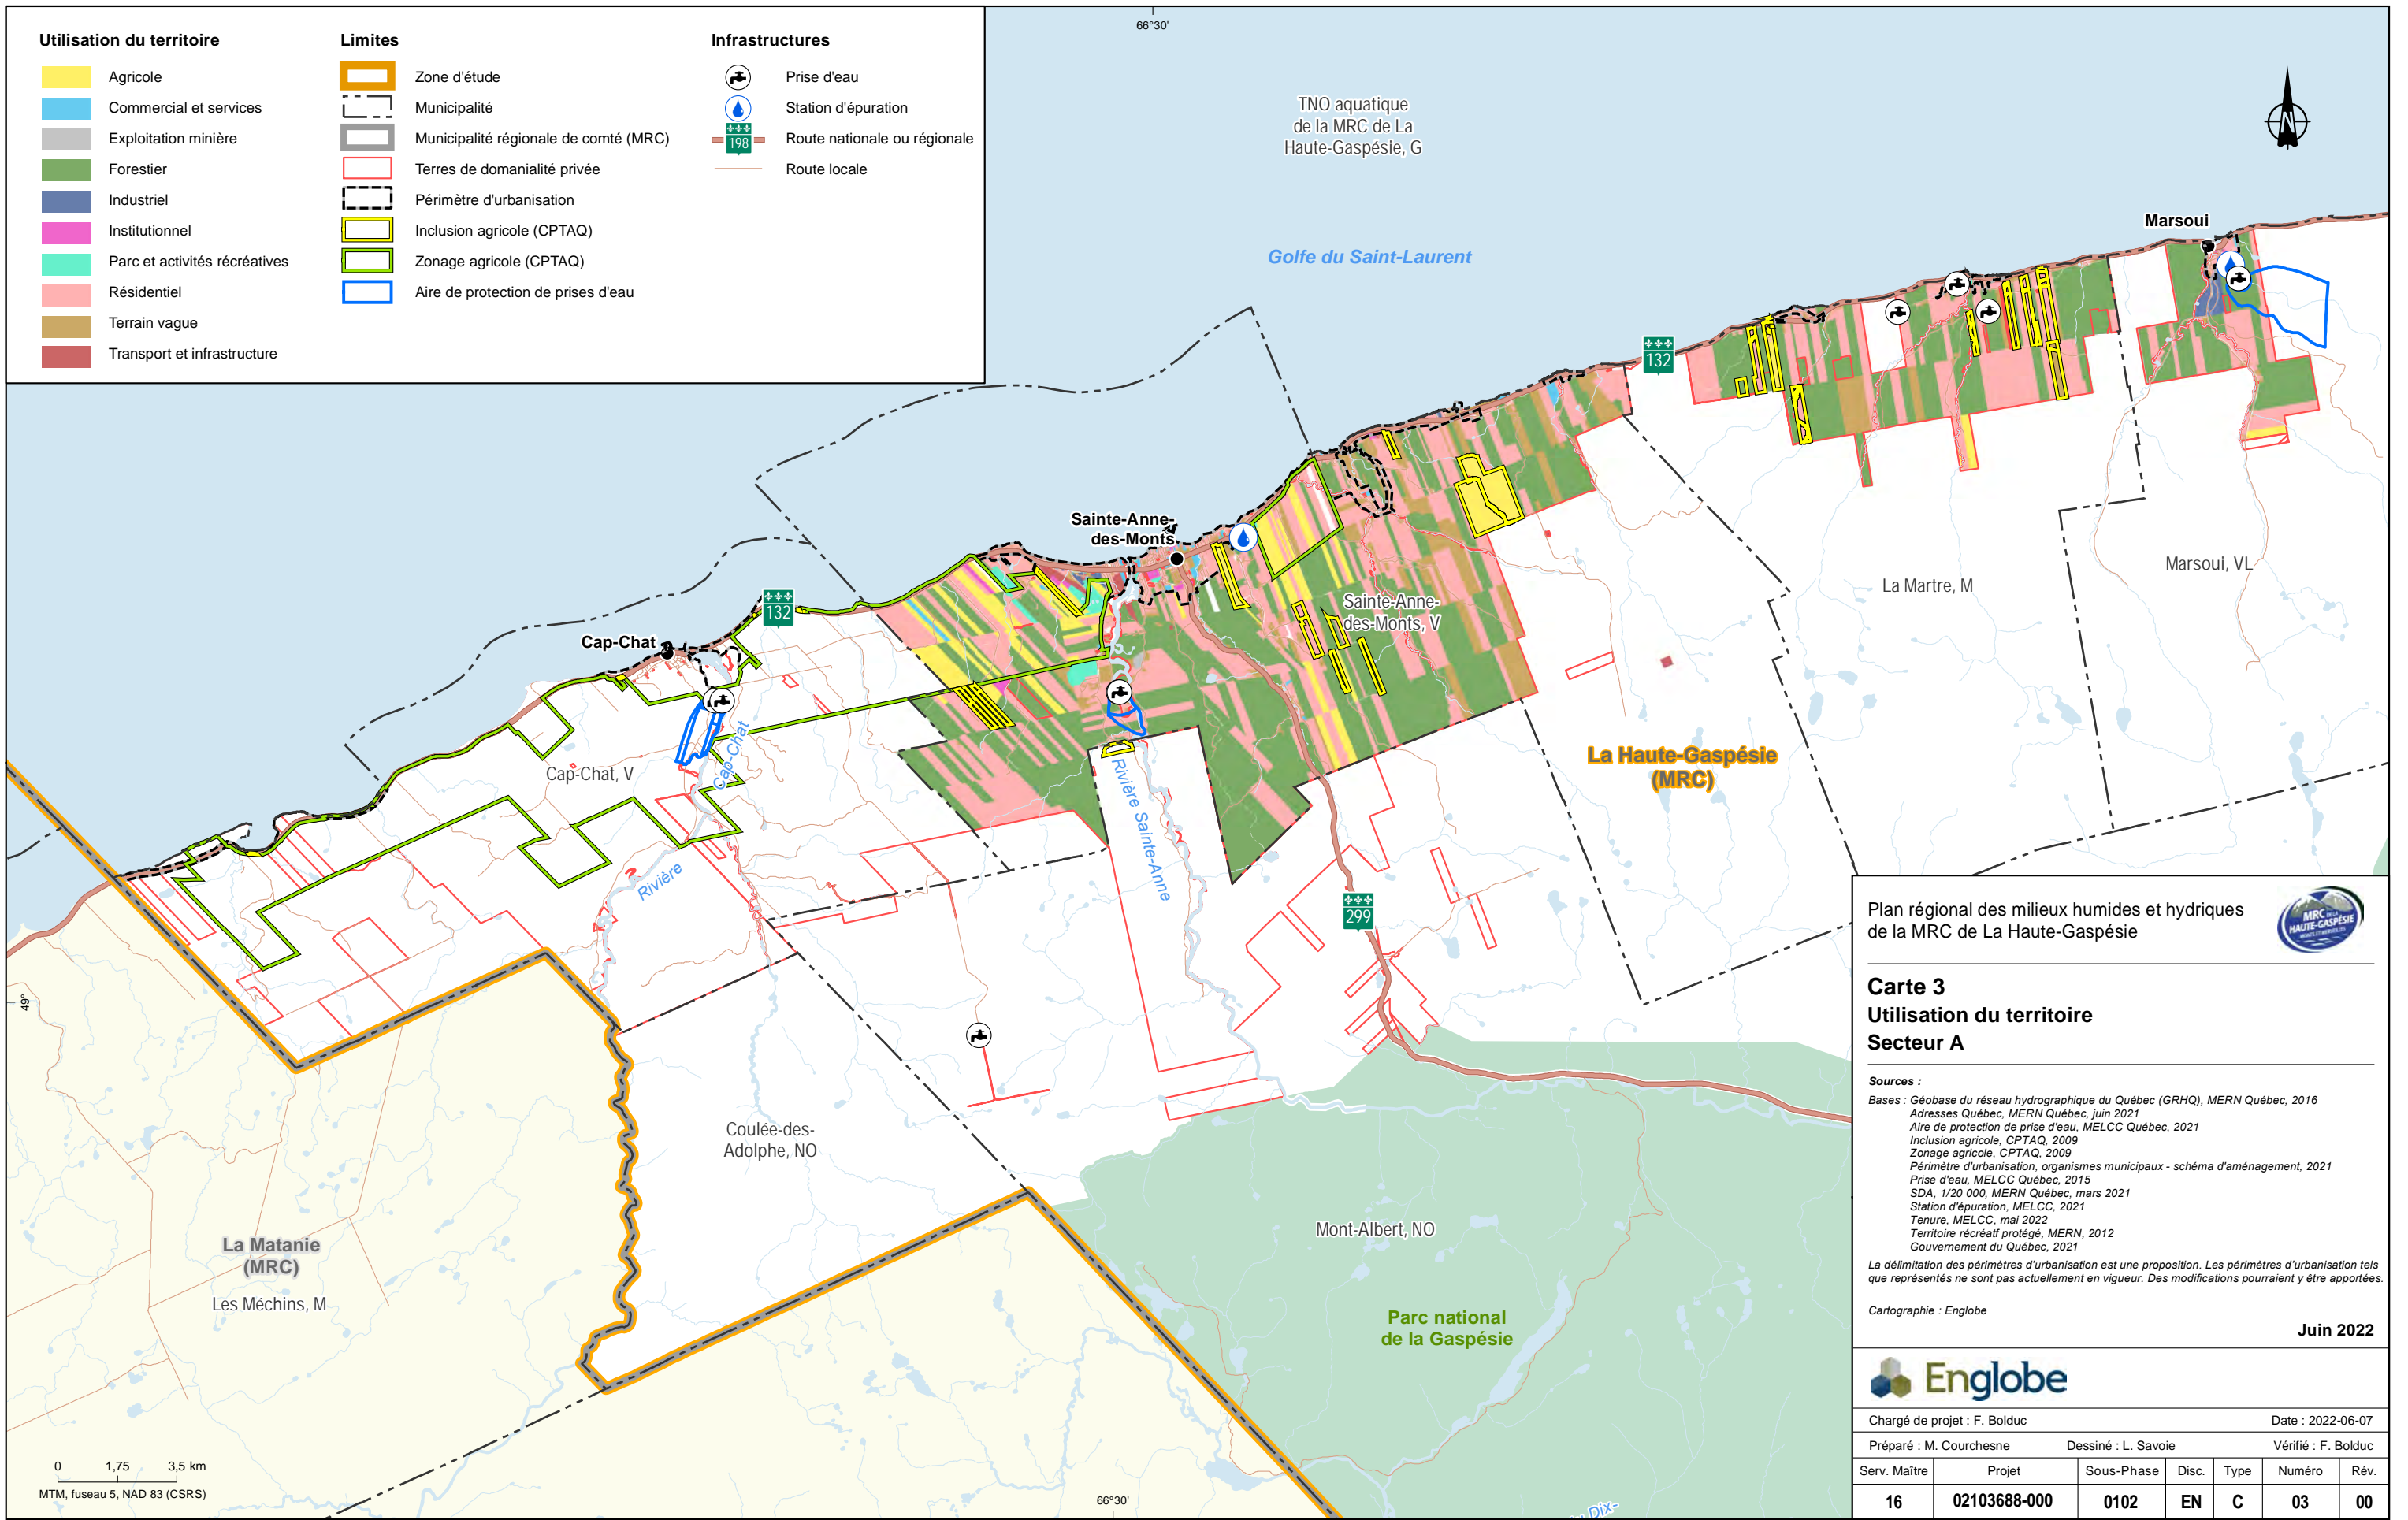 Utilisation du territoire
Agricole
Commercial et services
Exploitation minière
Forestier
Industriel
Institutionnel
Parc et activités récréatives
Résidentiel
Terrain vague
Transport et infrastructure
Limites
Zone d'étude
Municipalité
Municipalité régionale de comté (MRC)
Terres de domanialité privée
Périmètre d'urbanisation
Inclusion agricole (CPTAQ)
Zonage agricole (CPTAQ)
Aire de protection de prises d'eau
Infrastructures
Prise d'eau
Station d'épuration
198
Route nationale ou régionale
Route locale
66°30'
TNO aquatique
de la MRC de La
Haute-Gaspésie, G
N
Golfe du Saint-Laurent
Marsoui
132
Sainte-Anne-
des-Monts
Marsoui, VL
La Martre, M
Sainte-Anne-
des-Monts, V
132
Cap-Chat
Cap-Chat, V
Cap-Chat
Rivière
Rivière Sainte-Anne
La Haute-Gaspésie
(MRC)
299
49°
Coulée-des-
Adolphe, NO
Mont-Albert, NO
La Matanie
(MRC)
Les Méchins, M
Parc national
de la Gaspésie
Dix-
66°30'
0 1,75 3,5 km
MTM, fuseau 5, NAD 83 (CSRS)
Plan régional des milieux humides et hydriques
de la MRC de La Haute-Gaspésie
MRC DE LA
HAUTE-GASPÉSIE
Carte 3
Utilisation du territoire
Secteur A
Sources :
Bases : Géobase du réseau hydrographique du Québec (GRHQ), MERN Québec, 2016
Adresses Québec, MERN Québec, juin 2021
Aire de protection de prise d'eau, MELCC Québec, 2021
Inclusion agricole, CPTAQ, 2009
Zonage agricole, CPTAQ, 2009
Périmètre d'urbanisation, organismes municipaux - schéma d'aménagement, 2021
Prise d'eau, MELCC Québec, 2015
SDA, 1/20 000, MERN Québec, mars 2021
Station d'épuration, MELCC, 2021
Tenure, MELCC, mai 2022
Territoire récréatif protégé, MERN, 2012
Gouvernement du Québec, 2021
La délimitation des périmètres d'urbanisation est une proposition. Les périmètres d'urbanisation tels
que représentés ne sont pas actuellement en vigueur. Des modifications pourraient y être apportées.
Cartographie : Englobe
Juin 2022
Englobe
Chargé de projet : F. Bolduc Date : 2022-06-07
Préparé : M. Courchesne Dessiné : L. Savoie Vérifié : F. Bolduc
Serv. Maître Projet Sous-Phase Disc. Type Numéro Rév.
16 02103688-000 0102 EN C 03 00